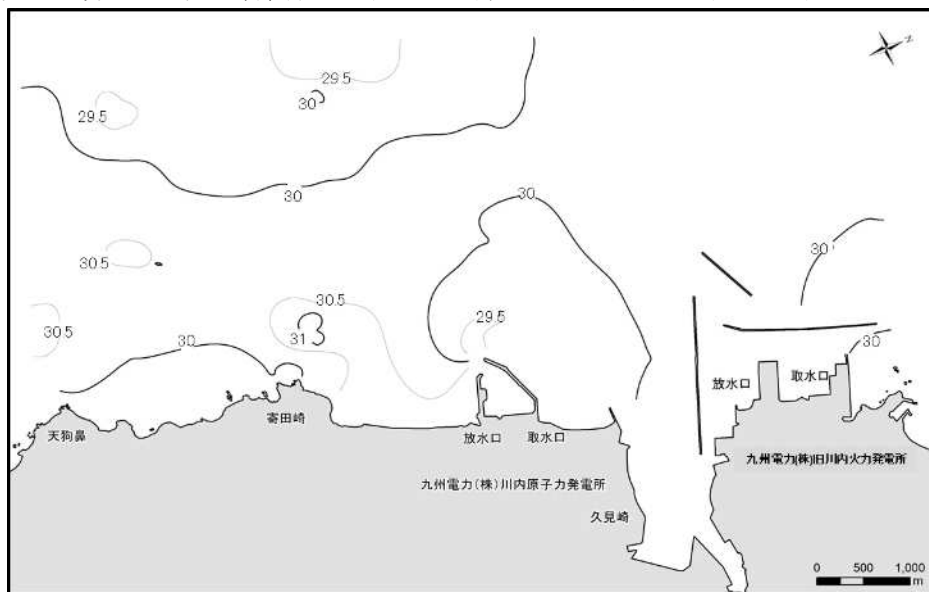 N
29.5
30
29.5
30
30
30
30.5
30.5
30.5
31
29.5
30
30
放水口
取水口
天狗鼻
寄田崎
放水口
取水口
九州電力(株)旧川内火力発電所
九州電力(株)川内原子力発電所
久見崎
0 500 1,000
m